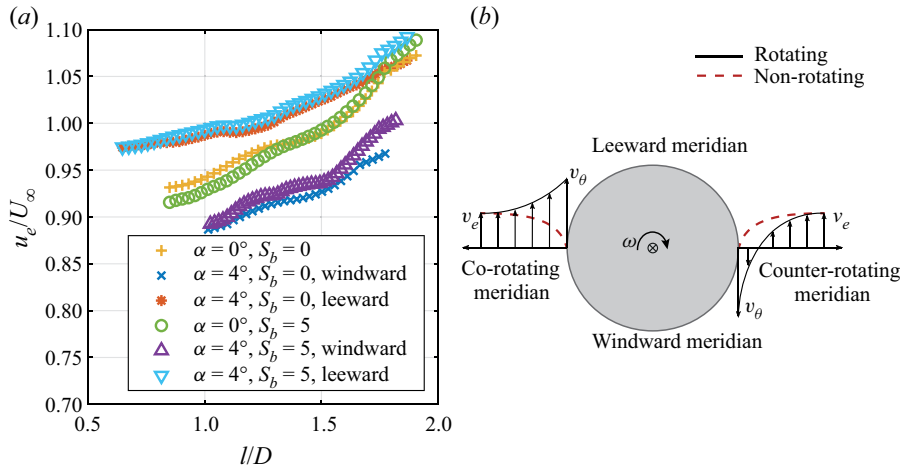 (a)
1.10
1.05
1.00
0.95
0.90
0.85
0.80
0.75
0.70
u_e/U_∞
0.5
1.0
1.5
2.0
l/D
α = 0°, S_b = 0
α = 4°, S_b = 0, windward
α = 4°, S_b = 0, leeward
α = 0°, S_b = 5
α = 4°, S_b = 5, windward
α = 4°, S_b = 5, leeward
(b)
Rotating
Non-rotating
Leeward meridian
v_θ
v_e
v_e
ω
Co-rotating
meridian
Counter-rotating
meridian
v_θ
Windward meridian